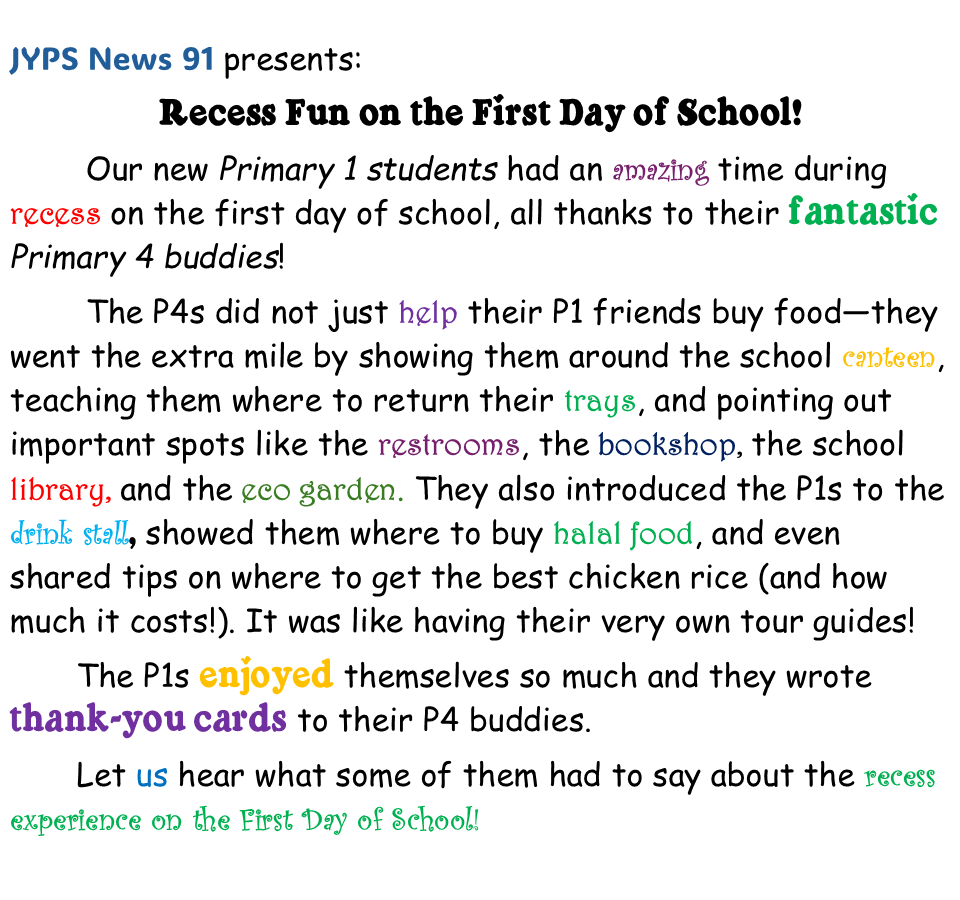 JYPS News 91 presents:
Recess Fun on the First Day of School!
Our new Primary 1 students had an amazing time during
recess on the first day of school, all thanks to their fantastic
Primary 4 buddies!
The P4s did not just help their P1 friends buy food—they
went the extra mile by showing them around the school canteen,
teaching them where to return their trays, and pointing out
important spots like the restrooms, the bookshop, the school
library, and the eco garden. They also introduced the P1s to the
drink stall, showed them where to buy halal food, and even
shared tips on where to get the best chicken rice (and how
much it costs!). It was like having their very own tour guides!
The P1s enjoyed themselves so much and they wrote
thank-you cards to their P4 buddies.
Let us hear what some of them had to say about the recess
experience on the First Day of School!